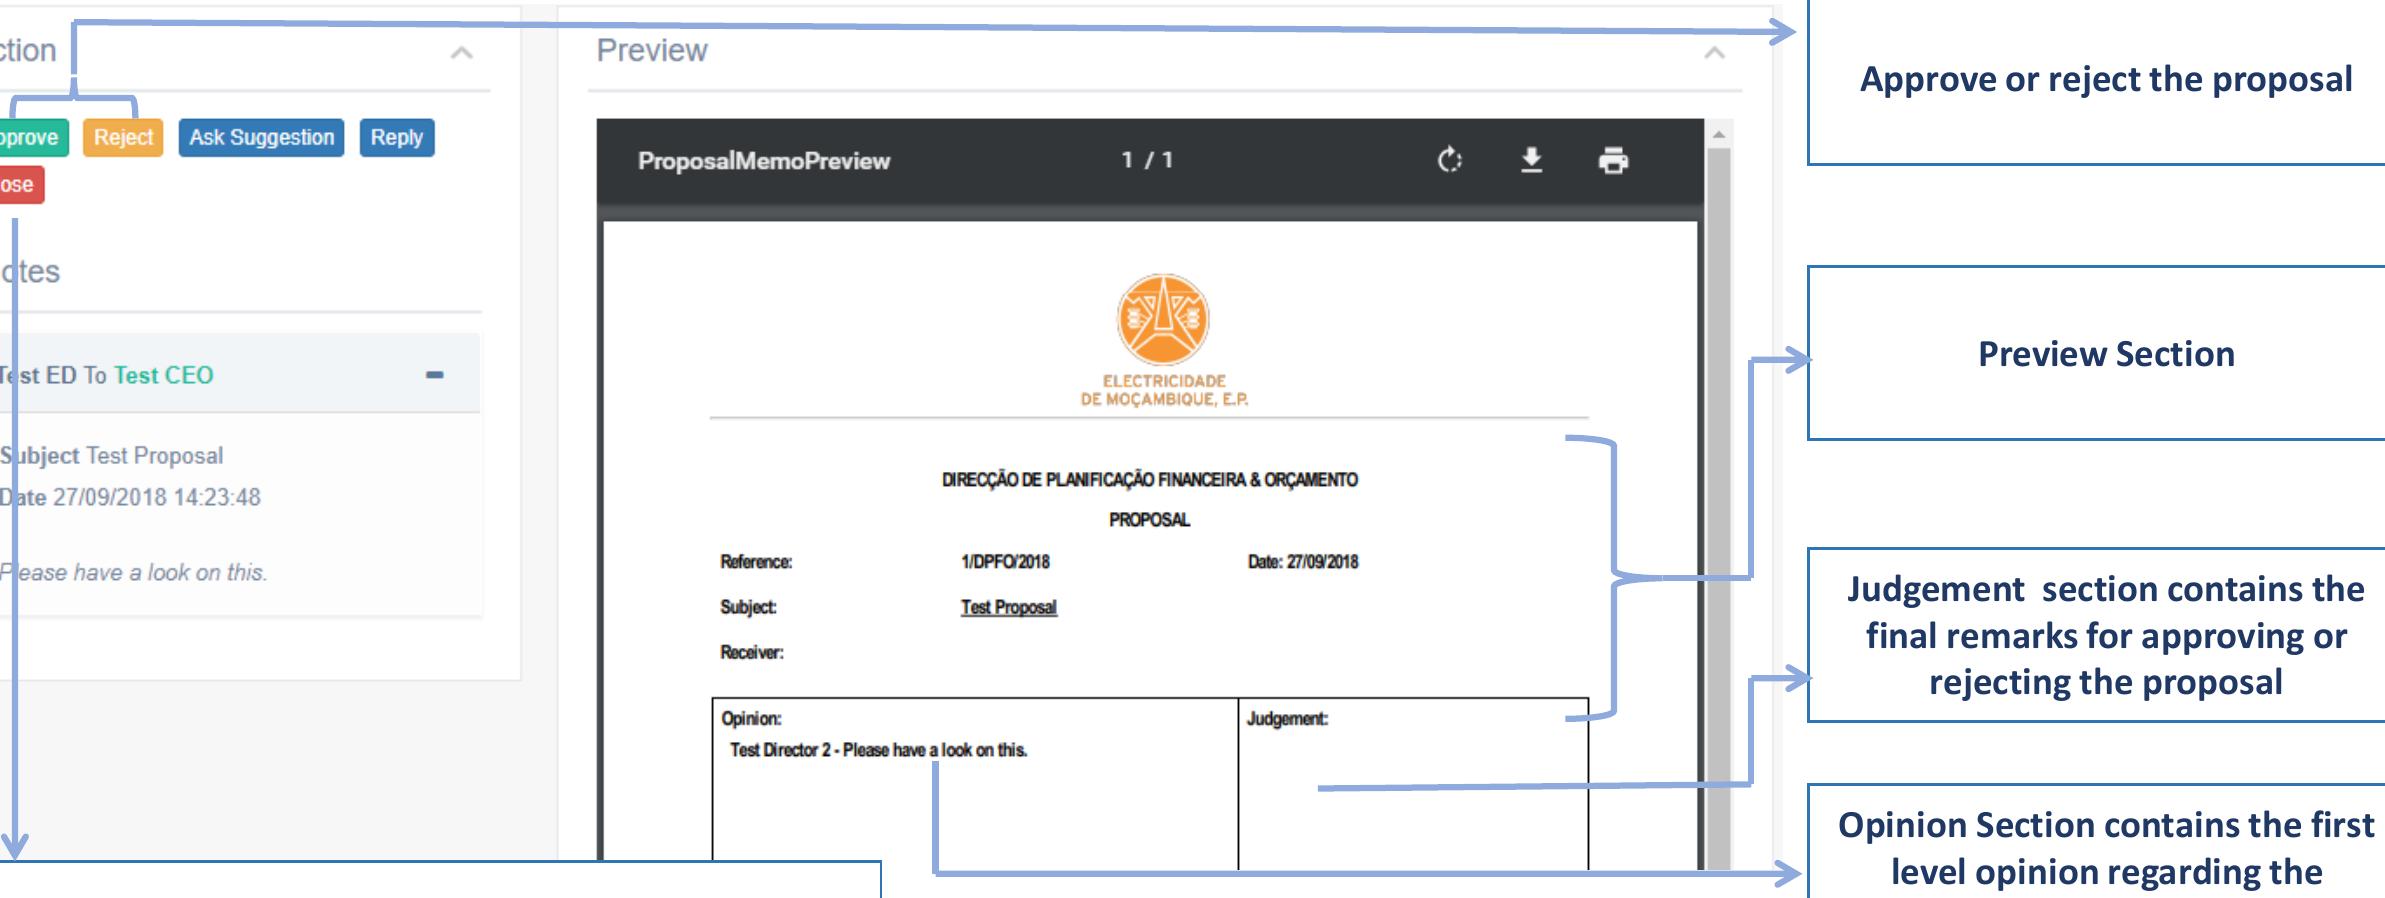 ction
pprove Reject Ask Suggestion Reply
ose
otes
Test ED To Test CEO
Subject Test Proposal
Date 27/09/2018 14:23:48
Please have a look on this.
Preview
ProposalMemoPreview 1 / 1
ELECTRICIDADE
DE MOÇAMBIQUE, E.P.
DIRECÇÃO DE PLANIFICAÇÃO FINANCEIRA & ORÇAMENTO
PROPOSAL
Reference: 1/DPFO/2018 Date: 27/09/2018
Subject: Test Proposal
Receiver:
Opinion: Judgement:
Test Director 2 - Please have a look on this.
Approve or reject the proposal
Preview Section
Judgement section contains the
final remarks for approving or
rejecting the proposal
Opinion Section contains the first
level opinion regarding the